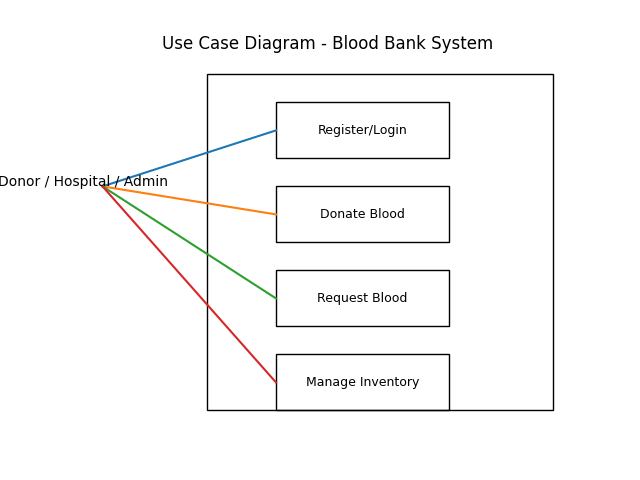 Use Case Diagram - Blood Bank System
Register/Login
Donor / Hospital / Admin
Donate Blood
Request Blood
Manage Inventory